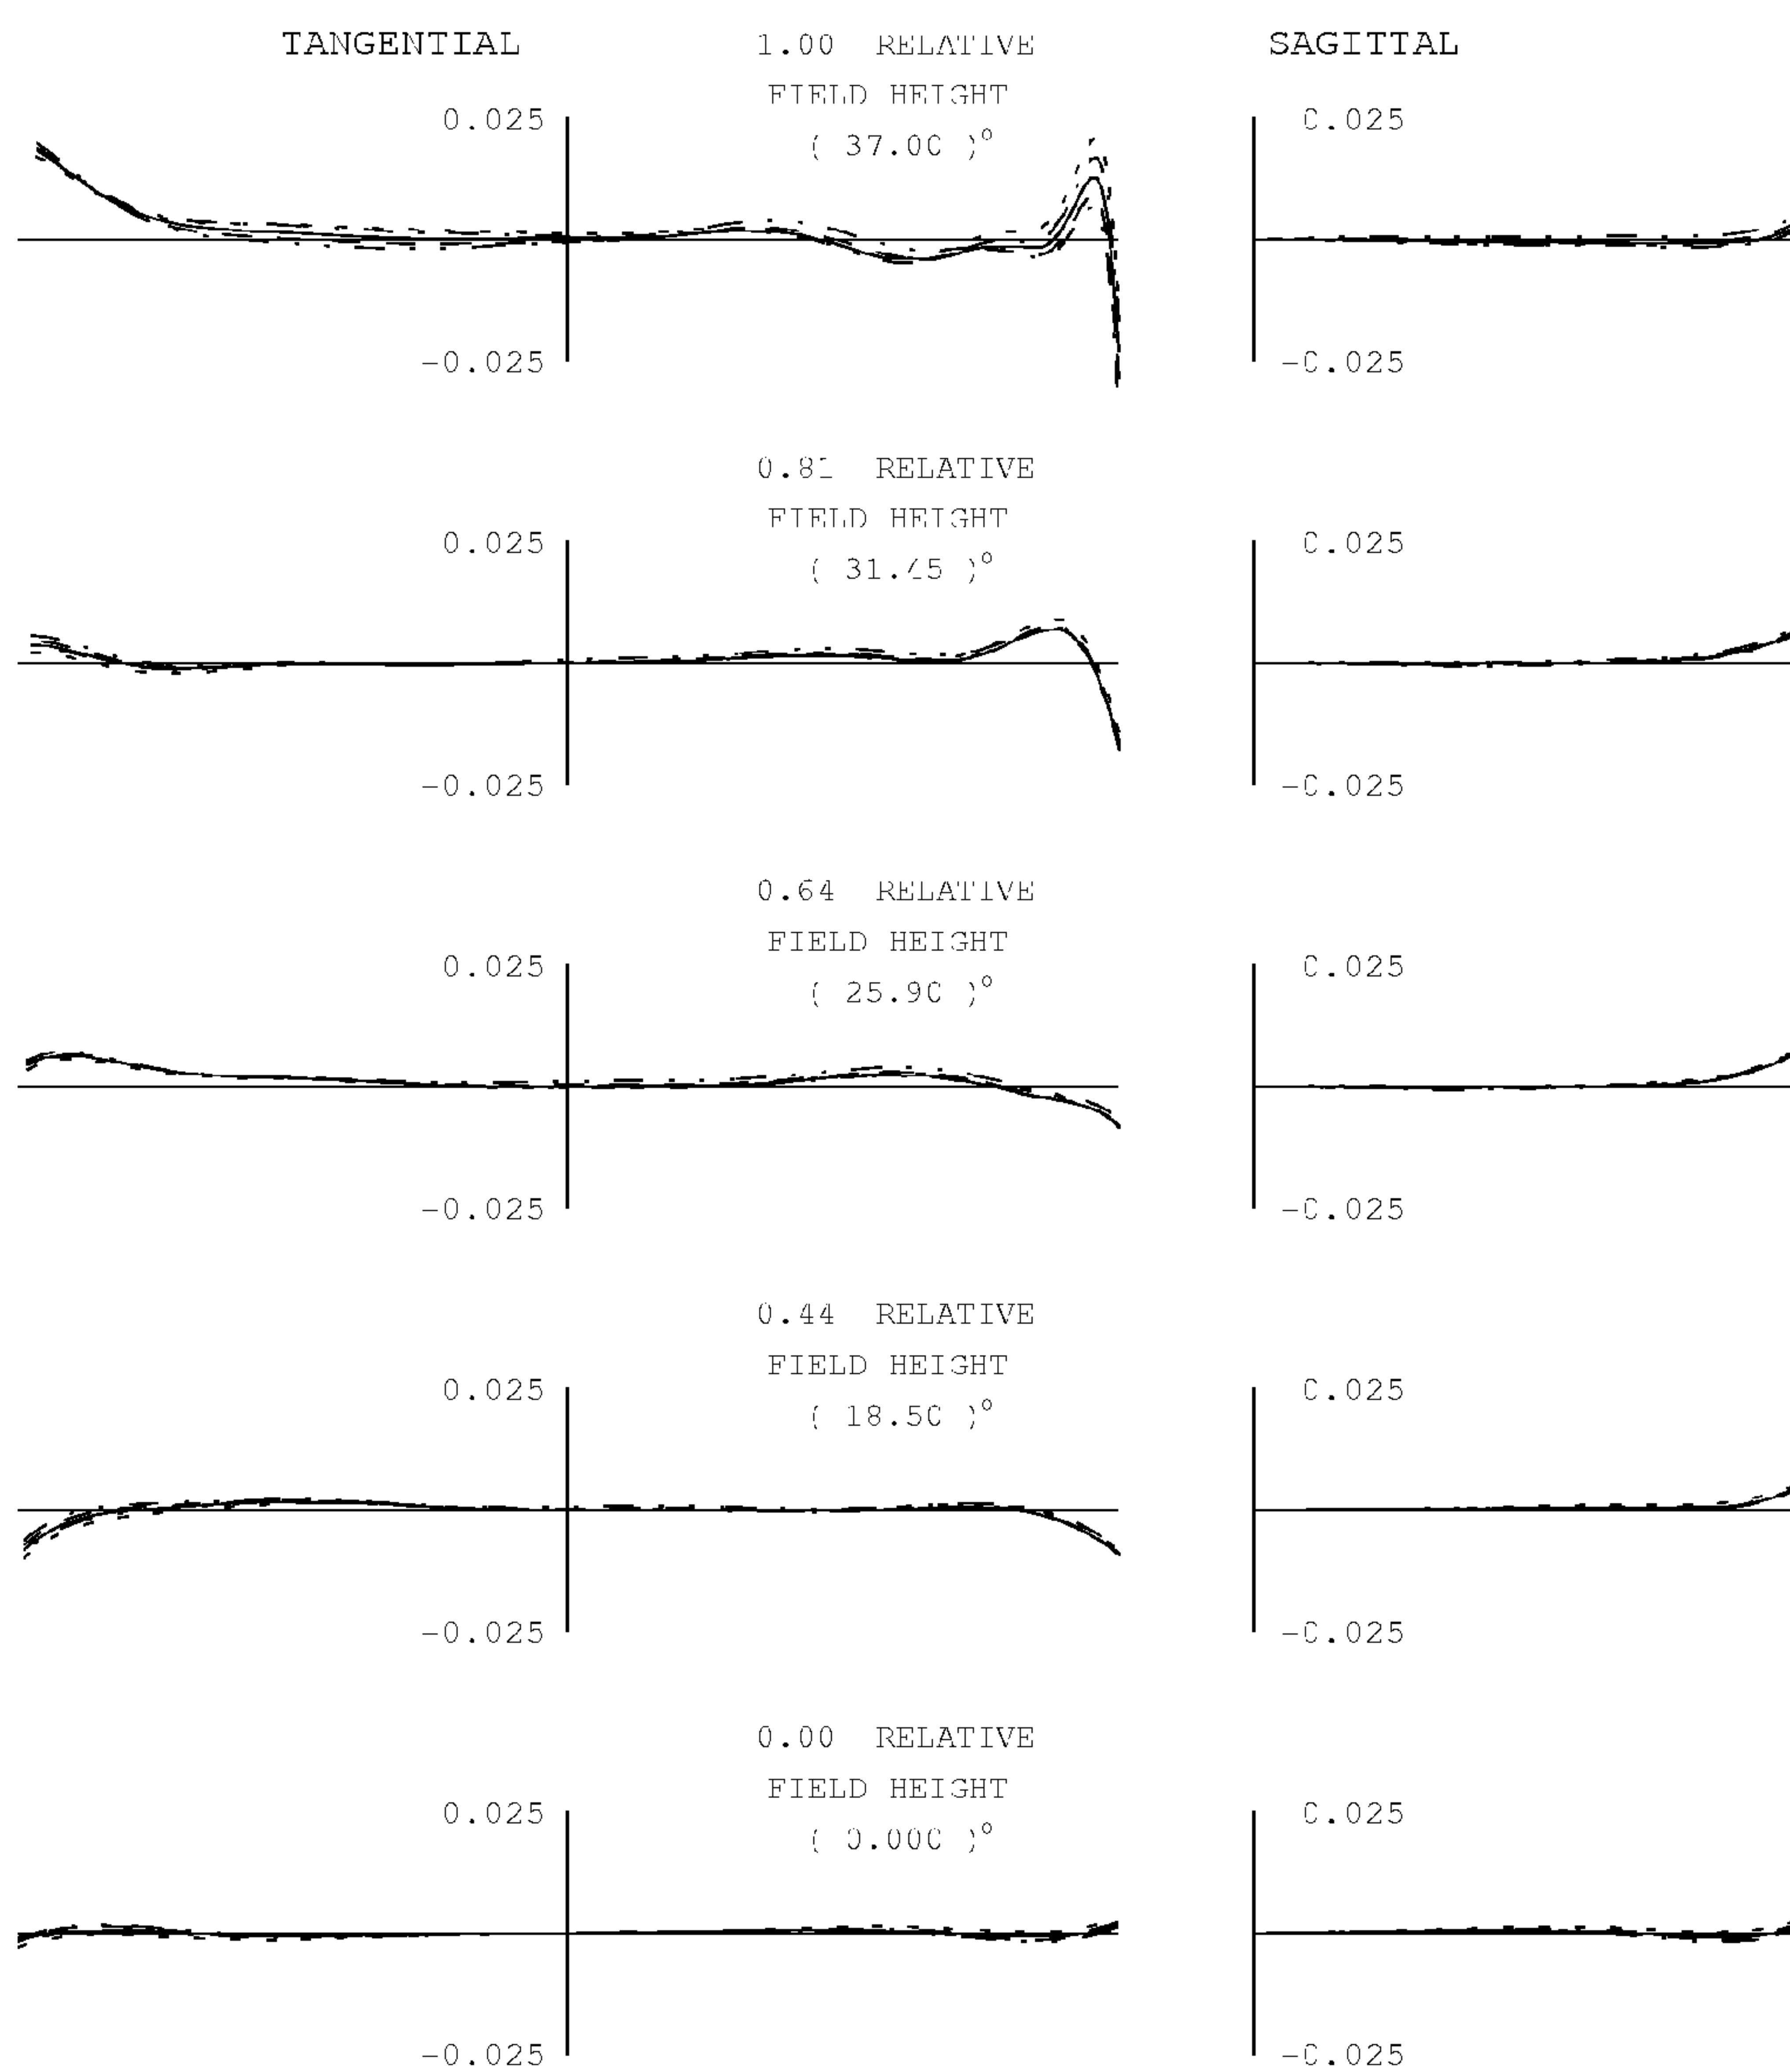 TANGENTIAL 1.00 RELATIVE SAGITTAL
FIELD HEIGHT
0.025 0.025
( 37.00 )°
-0.025 -0.025
0.81 RELATIVE
FIELD HEIGHT
0.025 0.025
( 31.45 )°
-0.025 -0.025
0.64 RELATIVE
FIELD HEIGHT
0.025 0.025
( 25.90 )°
-0.025 -0.025
0.44 RELATIVE
FIELD HEIGHT
0.025 0.025
( 18.50 )°
-0.025 -0.025
0.00 RELATIVE
FIELD HEIGHT
0.025 0.025
( 0.000 )°
-0.025 -0.025